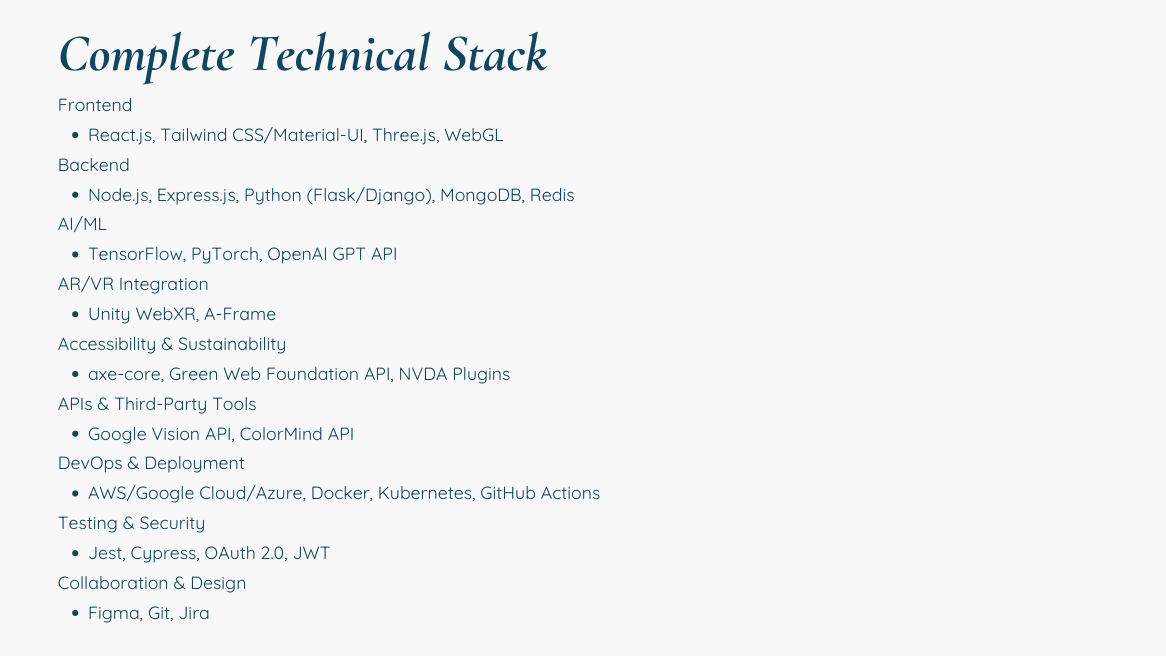 Complete Technical Stack
Frontend
• React.js, Tailwind CSS/Material-UI, Three.js, WebGL
Backend
• Node.js, Express.js, Python (Flask/Django), MongoDB, Redis
AI/ML
• TensorFlow, PyTorch, OpenAI GPT API
AR/VR Integration
• Unity WebXR, A-Frame
Accessibility & Sustainability
• axe-core, Green Web Foundation API, NVDA Plugins
APIs & Third-Party Tools
• Google Vision API, ColorMind API
DevOps & Deployment
• AWS/Google Cloud/Azure, Docker, Kubernetes, GitHub Actions
Testing & Security
• Jest, Cypress, OAuth 2.0, JWT
Collaboration & Design
• Figma, Git, Jira